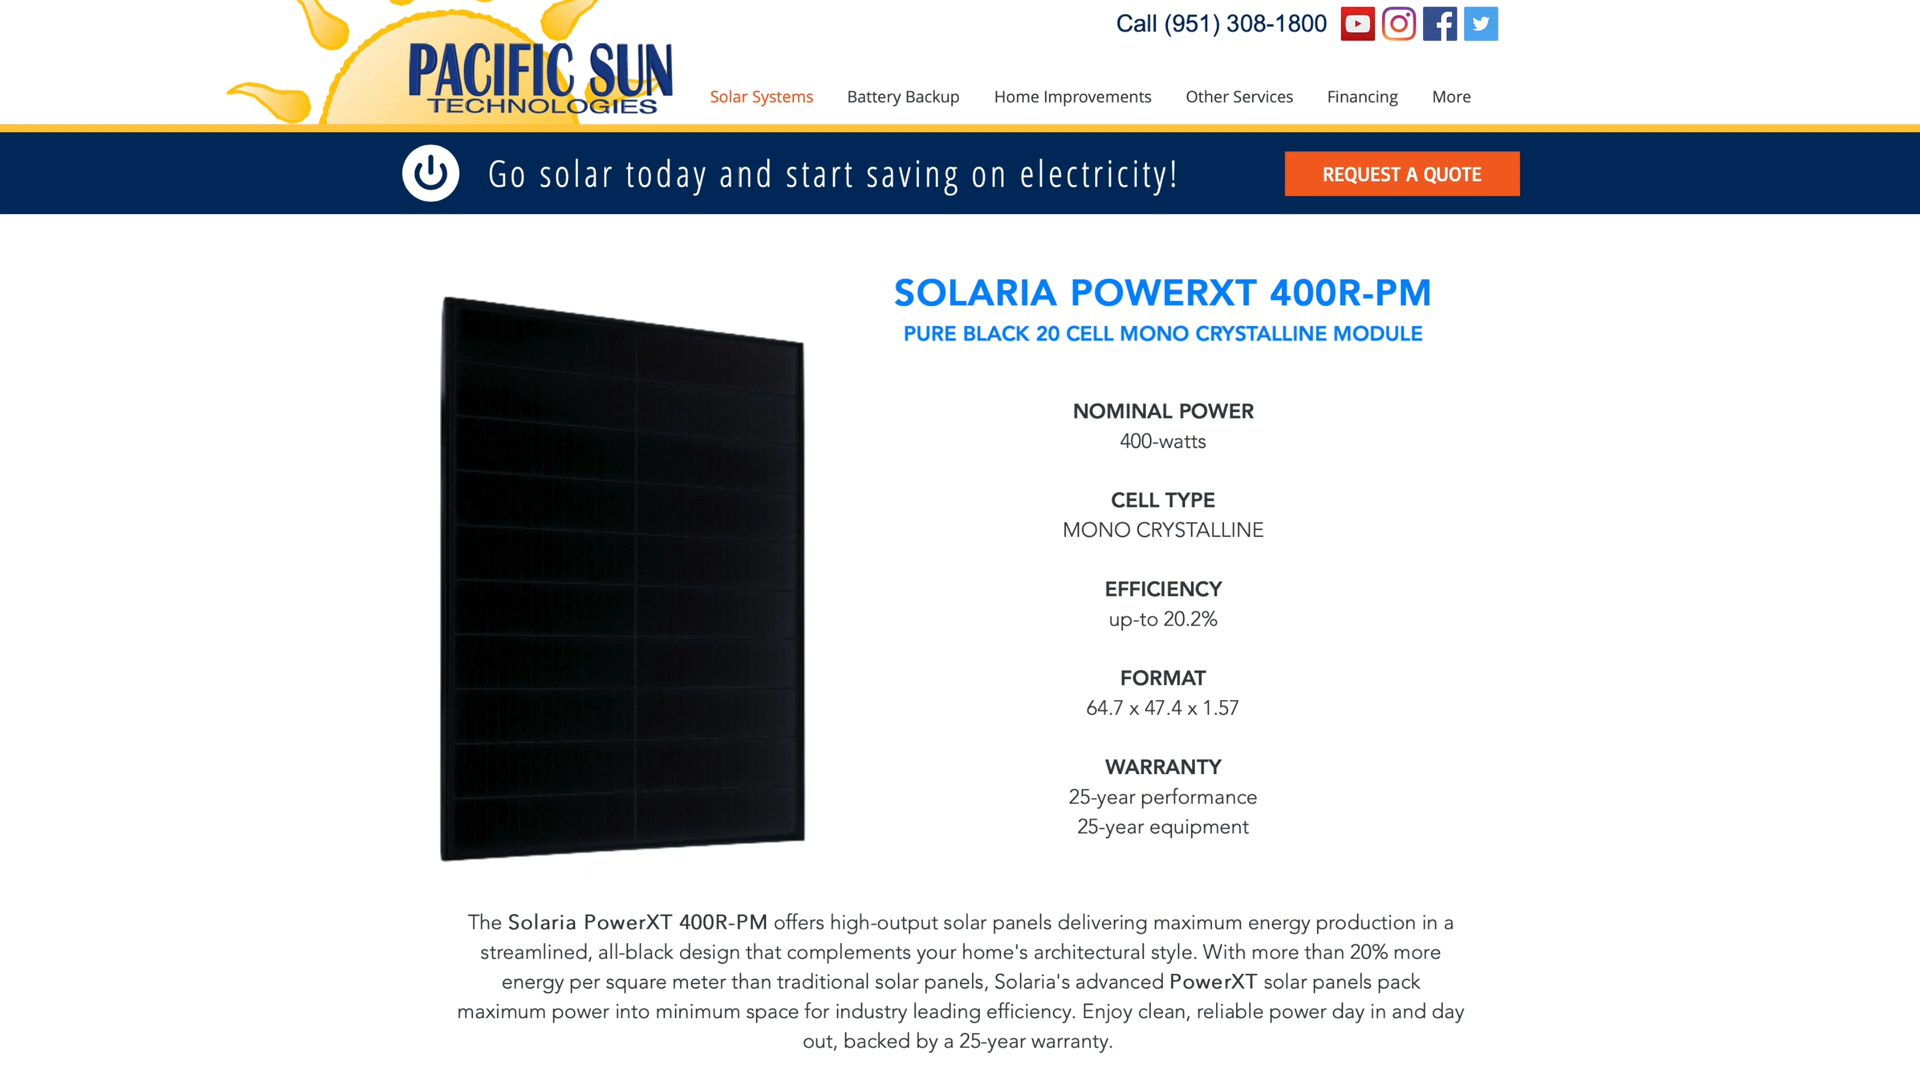 Call (951) 308-1800
PACIFIC SUN
TECHNOLOGIES
Solar Systems
Battery Backup
Home Improvements
Other Services
Financing
More
Go solar today and start saving on electricity!
REQUEST A QUOTE
SOLARIA POWERXT 400R-PM
PURE BLACK 20 CELL MONO CRYSTALLINE MODULE
NOMINAL POWER
400-watts
CELL TYPE
MONO CRYSTALLINE
EFFICIENCY
up-to 20.2%
FORMAT
64.7 x 47.4 x 1.57
WARRANTY
25-year performance
25-year equipment
The Solaria PowerXT 400R-PM offers high-output solar panels delivering maximum energy production in a
streamlined, all-black design that complements your home's architectural style. With more than 20% more
energy per square meter than traditional solar panels, Solaria's advanced PowerXT solar panels pack
maximum power into minimum space for industry leading efficiency. Enjoy clean, reliable power day in and day
out, backed by a 25-year warranty.